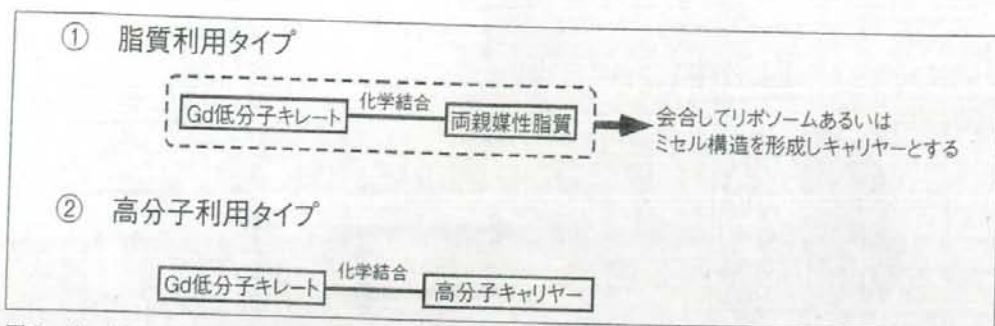 ① 脂質利用タイプ
Gd低分子キレート 化学結合 両親媒性脂質
会合してリポソームあるいは
ミセル構造を形成しキャリヤーとする
② 高分子利用タイプ
Gd低分子キレート 化学結合 高分子キャリヤー